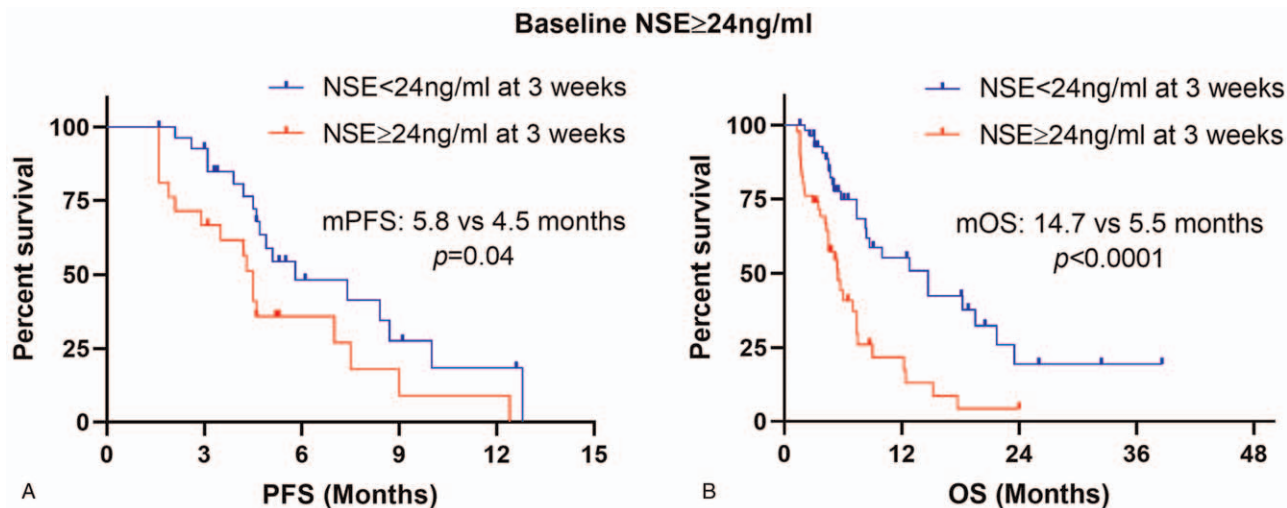 Baseline NSE≥24ng/ml
NSE<24ng/ml at 3 weeks
NSE≥24ng/ml at 3 weeks
mPFS: 5.8 vs 4.5 months
p=0.04
Percent survival
100
75
50
25
0
0 3 6 9 12 15
PFS (Months)
A
NSE<24ng/ml at 3 weeks
NSE≥24ng/ml at 3 weeks
mOS: 14.7 vs 5.5 months
p<0.0001
Percent survival
100
75
50
25
0
0 12 24 36 48
OS (Months)
B